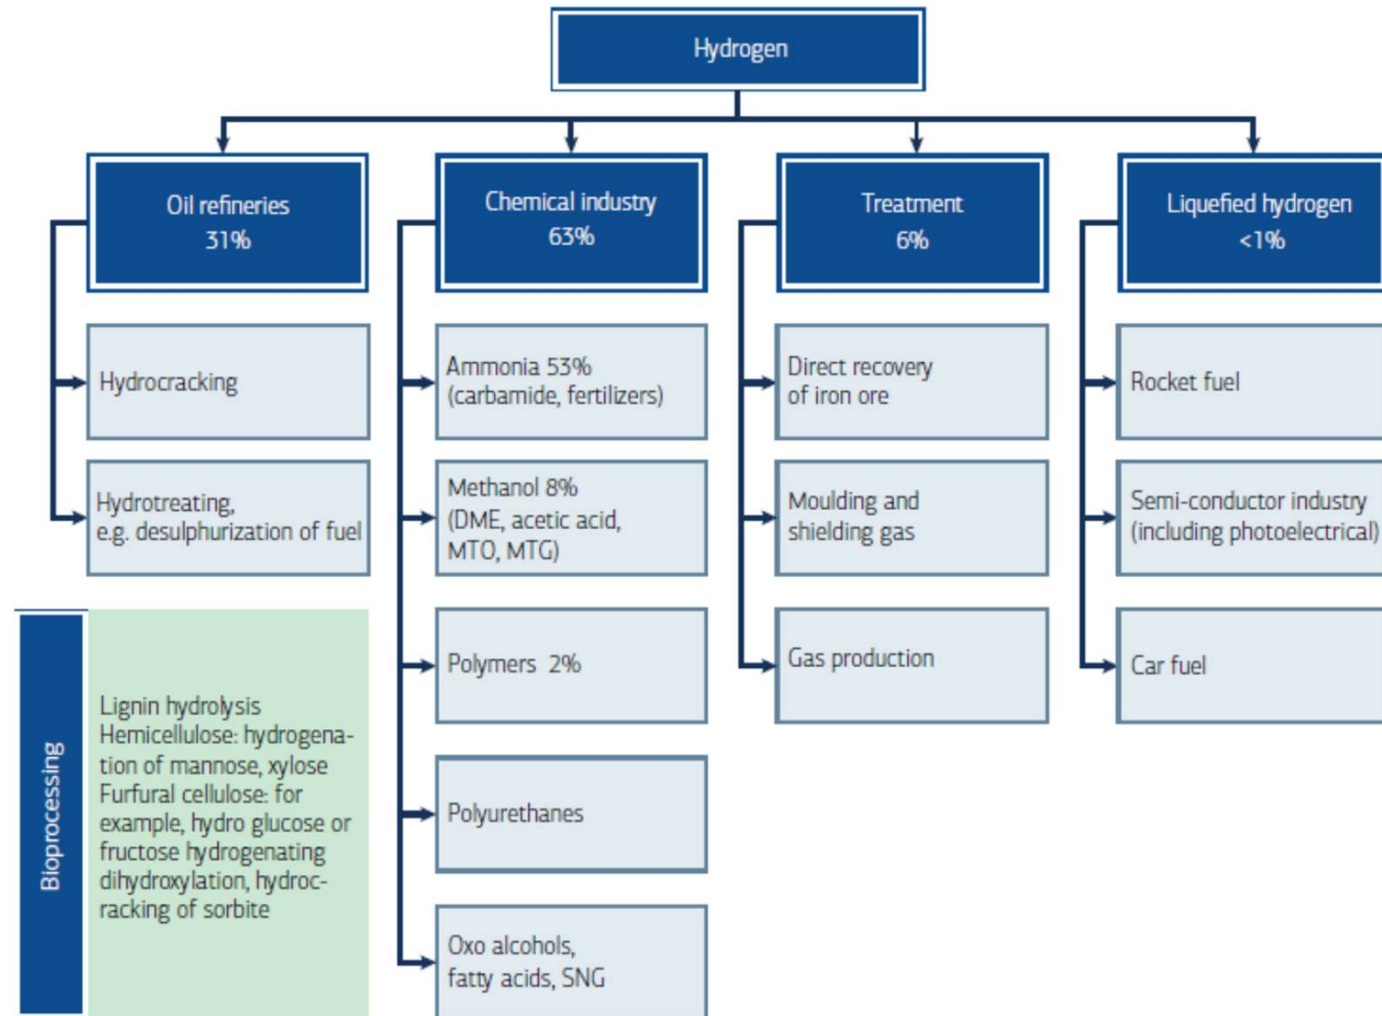 Hydrogen
Oil refineries
31%
Hydrocracking
Hydrotreating,
e.g. desulphurization of fuel
Chemical industry
63%
Ammonia 53%
(carbamide, fertilizers)
Methanol 8%
(DME, acetic acid,
MTO, MTG)
Polymers 2%
Polyurethanes
Oxo alcohols,
fatty acids, SNG
Treatment
6%
Direct recovery
of iron ore
Moulding and
shielding gas
Gas production
Liquefied hydrogen
<1%
Rocket fuel
Semi-conductor industry
(including photoelectrical)
Car fuel
Bioprocessing
Lignin hydrolysis
Hemicellulose: hydrogena-
tion of mannose, xylose
Furfural cellulose: for
example, hydro glucose or
fructose hydrogenating
dihydroxylation, hydroc-
racking of sorbite